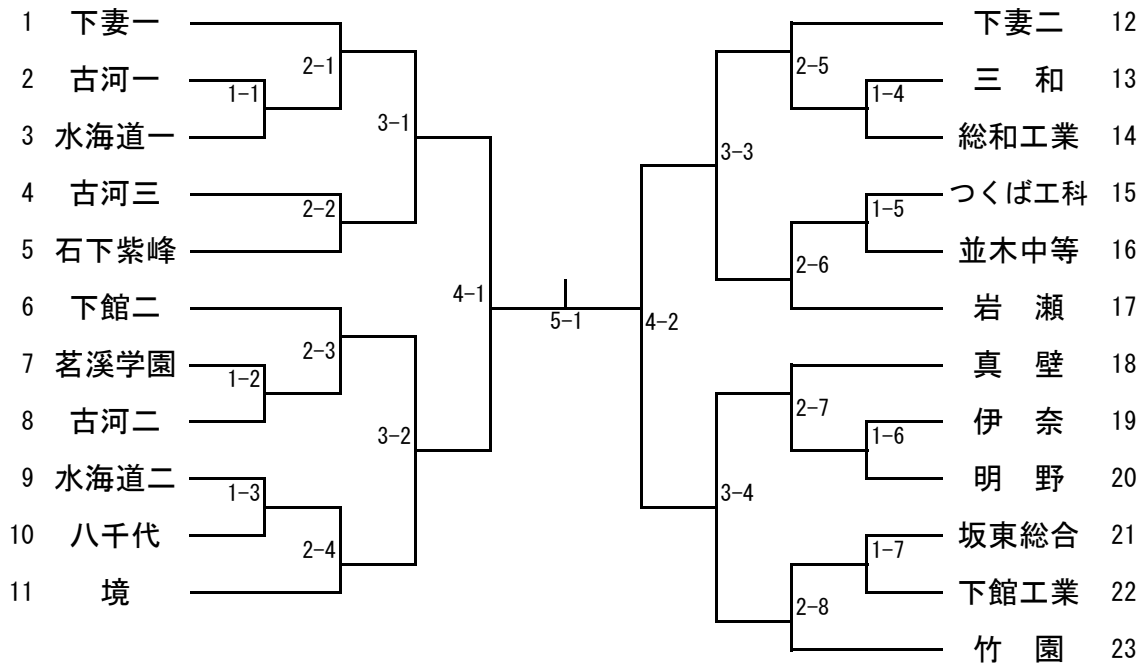 1 下妻一
2 古河一
3 水海道一
4 古河三
5 石下紫峰
6 下館二
7 茗溪学園
8 古河二
9 水海道二
10 八千代
11 境
2-1
1-1
3-1
2-2
4-1
2-3
1-2
3-2
1-3
2-4
5-1
下妻二 12
三 和 13
総和工業 14
つくば工科 15
並木中等 16
岩 瀬 17
真 壁 18
伊 奈 19
明 野 20
坂東総合 21
下館工業 22
竹 園 23
2-5
1-4
3-3
1-5
2-6
4-2
2-7
1-6
3-4
1-7
2-8